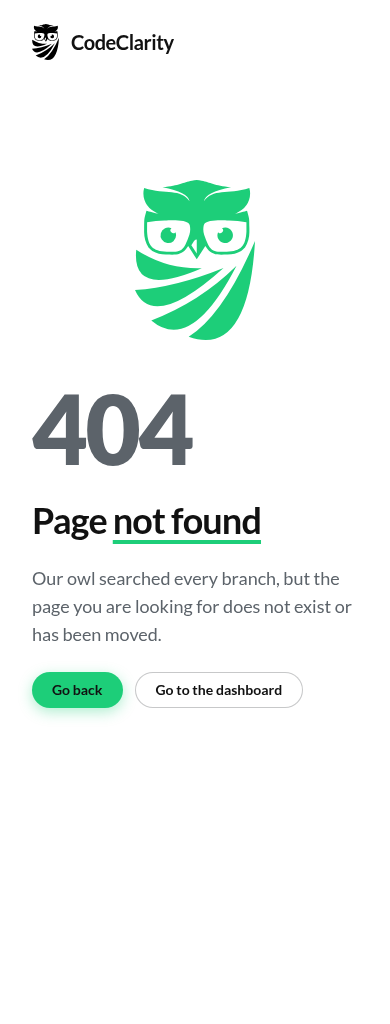 CodeClarity
404
Page not found
Our owl searched every branch, but the
page you are looking for does not exist or
has been moved.
Go back
Go to the dashboard